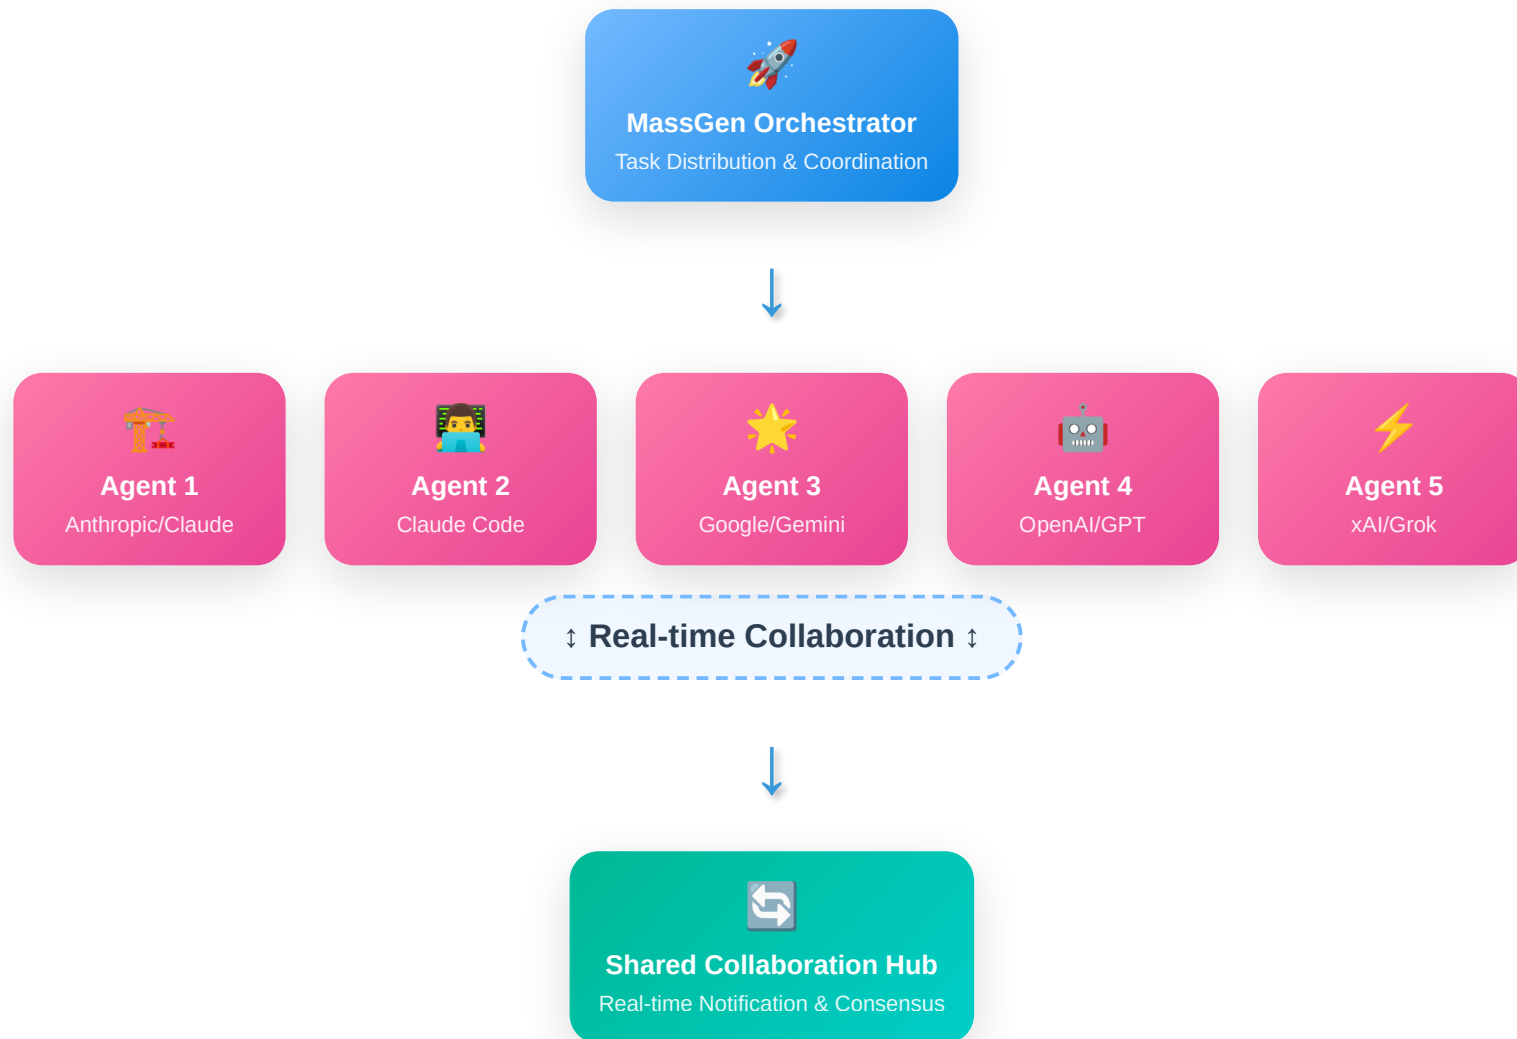 MassGen Orchestrator
Task Distribution & Coordination
↓
Agent 1
Anthropic/Claude
Agent 2
Claude Code
Agent 3
Google/Gemini
Agent 4
OpenAI/GPT
Agent 5
xAI/Grok
↕ Real-time Collaboration ↕
↓
Shared Collaboration Hub
Real-time Notification & Consensus